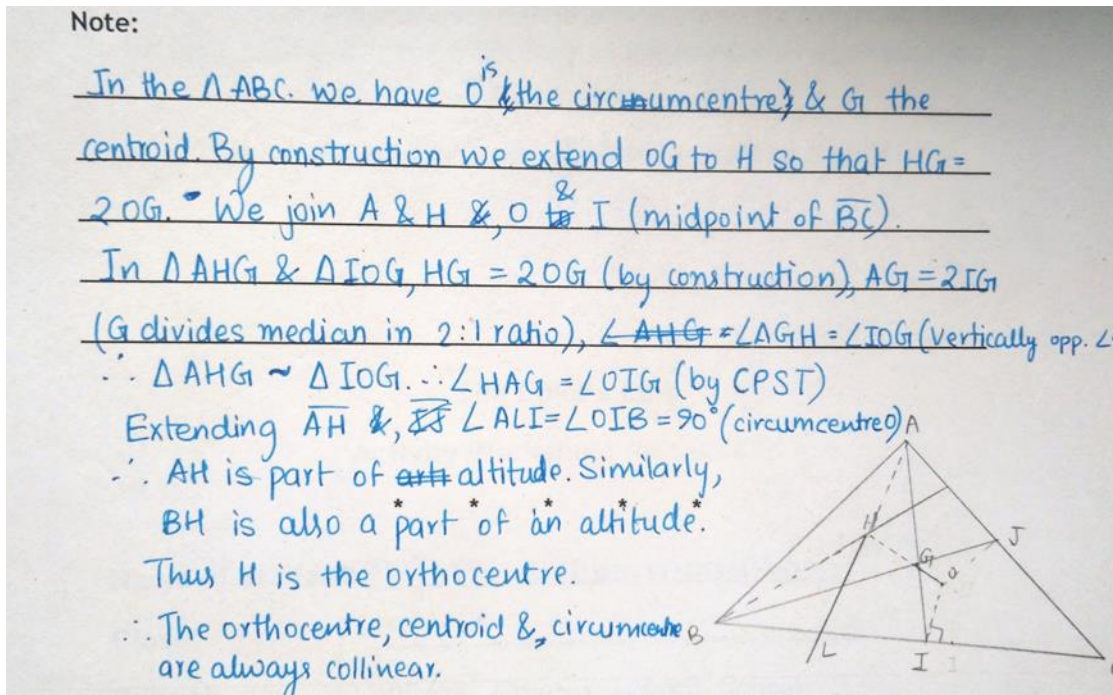 Note:
In the △ ABC. we have O is {the circumcentre} & G the
centroid. By construction we extend OG to H so that HG =
2OG. We join A & H &, O & I (midpoint of BC).
In △AHG & △IOG, HG = 2OG (by construction), AG = 2IG
(G divides median in 2:1 ratio), ∠AHG = ∠AGH = ∠IOG (Vertically opp. ∠
∴ △AHG ~ △IOG. ∴ ∠HAG = ∠OIG (by CPST)
Extending AH &, ∠ALI = ∠OIB = 90° (circumcentre O)
∴ AH is part of altitude. Similarly,
BH is also a part of an altitude.
* * * * *
Thus H is the orthocentre.
∴ The orthocentre, centroid &, circumcentre
are always collinear.
A
H
J
G
O
B
L
I
I